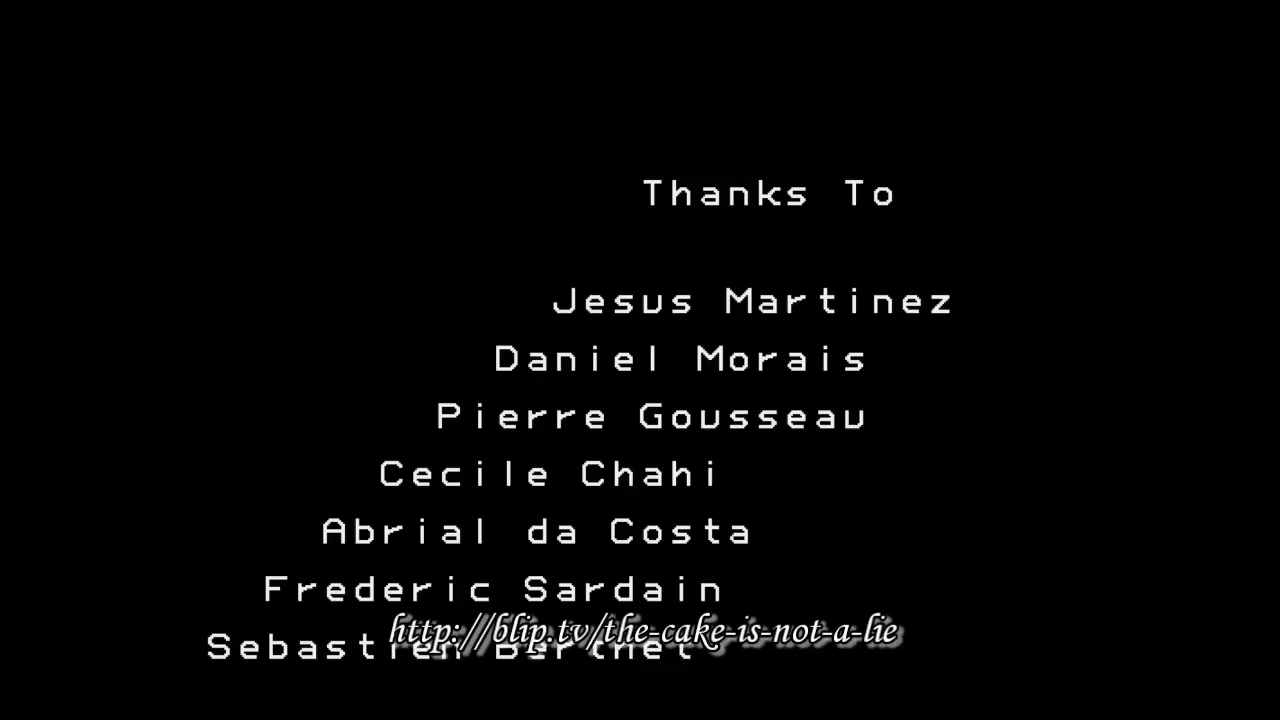 Thanks To
Jesus Martinez
Daniel Morais
Pierre Gousseau
Cecile Chahi
Abrial da Costa
Frederic Sardain
http://blip.tv/the-cake-is-not-a-lie
Sebastien Berthet